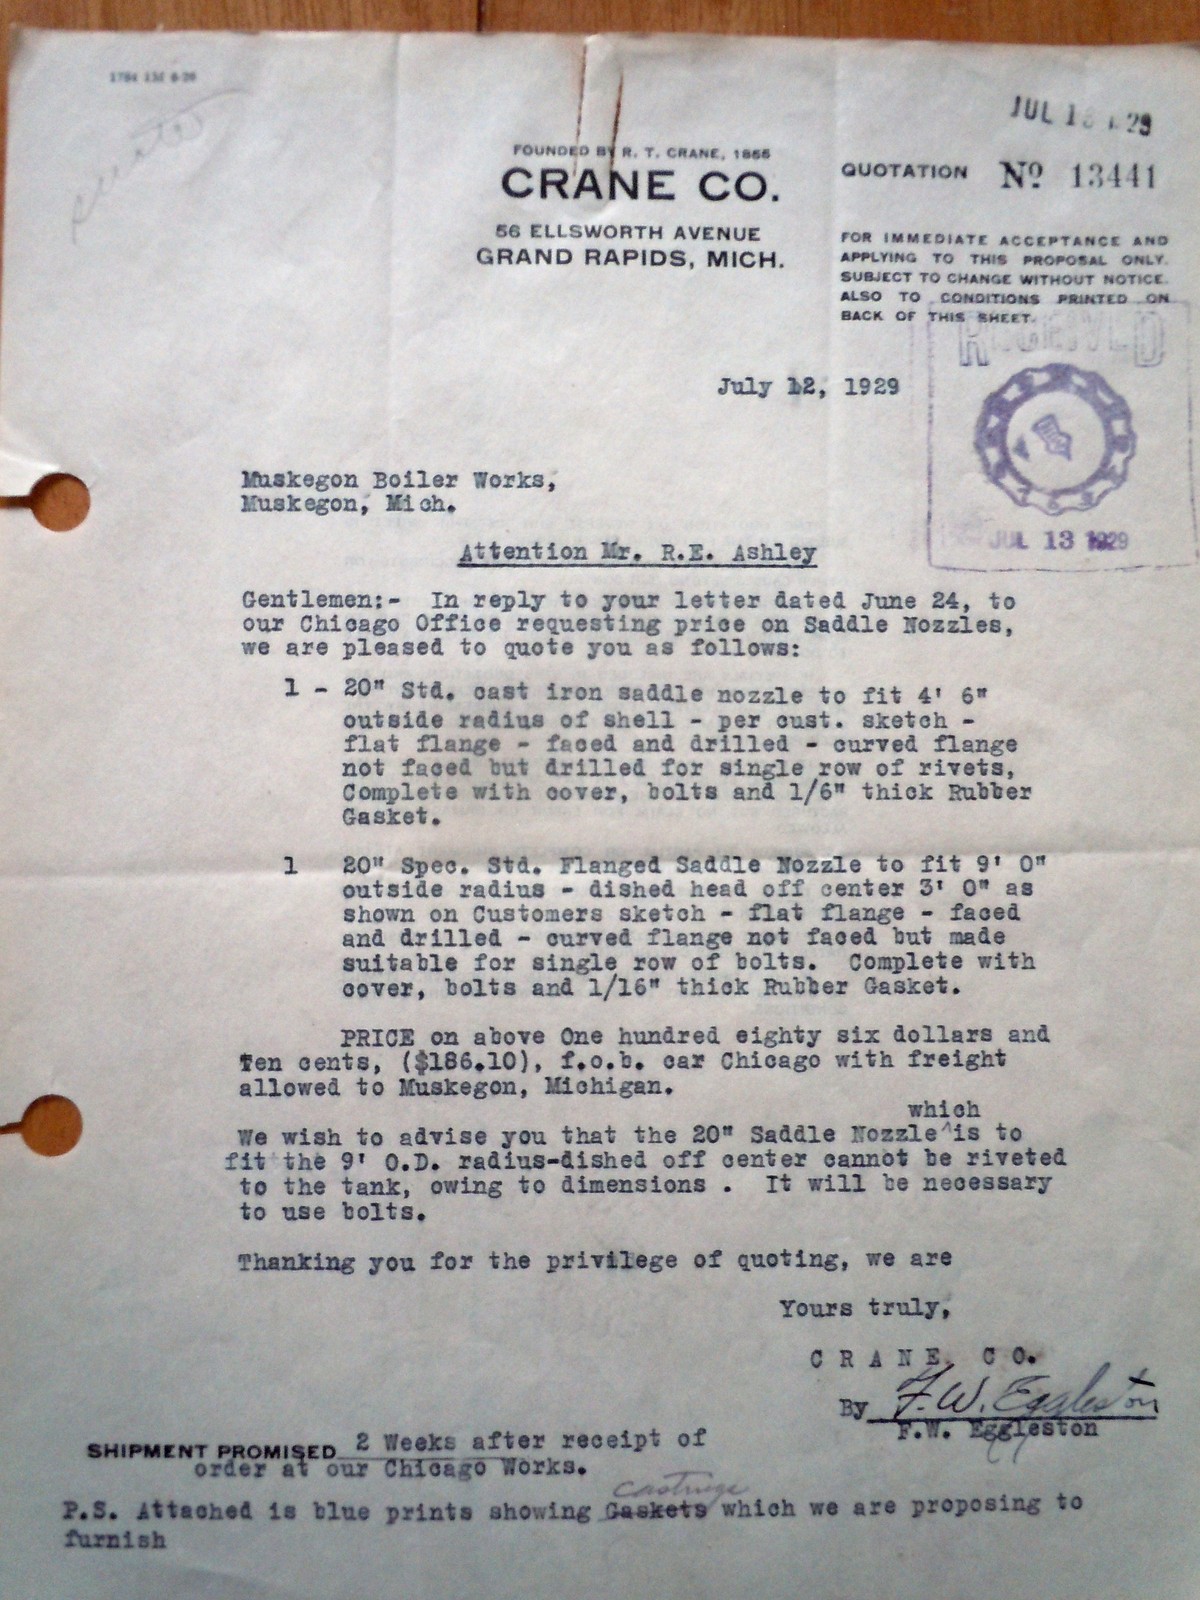 JUL 13 1929
FOUNDED BY R. T. CRANE, 1855
CRANE CO.
56 ELLSWORTH AVENUE
GRAND RAPIDS, MICH.
QUOTATION Nº 13441
FOR IMMEDIATE ACCEPTANCE AND
APPLYING TO THIS PROPOSAL ONLY.
SUBJECT TO CHANGE WITHOUT NOTICE.
ALSO TO CONDITIONS PRINTED ON
BACK OF THIS SHEET.
RECEIVED
JUL 13 1929
July 12, 1929
Muskegon Boiler Works,
Muskegon, Mich.
Attention Mr. R.E. Ashley
Gentlemen:- In reply to your letter dated June 24, to
our Chicago Office requesting price on Saddle Nozzles,
we are pleased to quote you as follows:
1 - 20" Std. cast iron saddle nozzle to fit 4' 6"
outside radius of shell - per cust. sketch -
flat flange - faced and drilled - curved flange
not faced but drilled for single row of rivets,
Complete with cover, bolts and 1/6" thick Rubber
Gasket.
1 20" Spec. Std. Flanged Saddle Nozzle to fit 9' 0"
outside radius - dished head off center 3' 0" as
shown on Customers sketch - flat flange - faced
and drilled - curved flange not faced but made
suitable for single row of bolts. Complete with
cover, bolts and 1/16" thick Rubber Gasket.
PRICE on above One hundred eighty six dollars and
Ten cents, ($186.10), f.o.b. car Chicago with freight
allowed to Muskegon, Michigan.
which
We wish to advise you that the 20" Saddle Nozzle^is to
fit the 9' O.D. radius-dished off center cannot be riveted
to the tank, owing to dimensions . It will be necessary
to use bolts.
Thanking you for the privilege of quoting, we are
Yours truly,
C R A N E C O.
By F. W. Eggleston
F.W. Eggleston
SHIPMENT PROMISED 2 Weeks after receipt of
order at our Chicago Works.
castings
P.S. Attached is blue prints showing Gaskets which we are proposing to
furnish